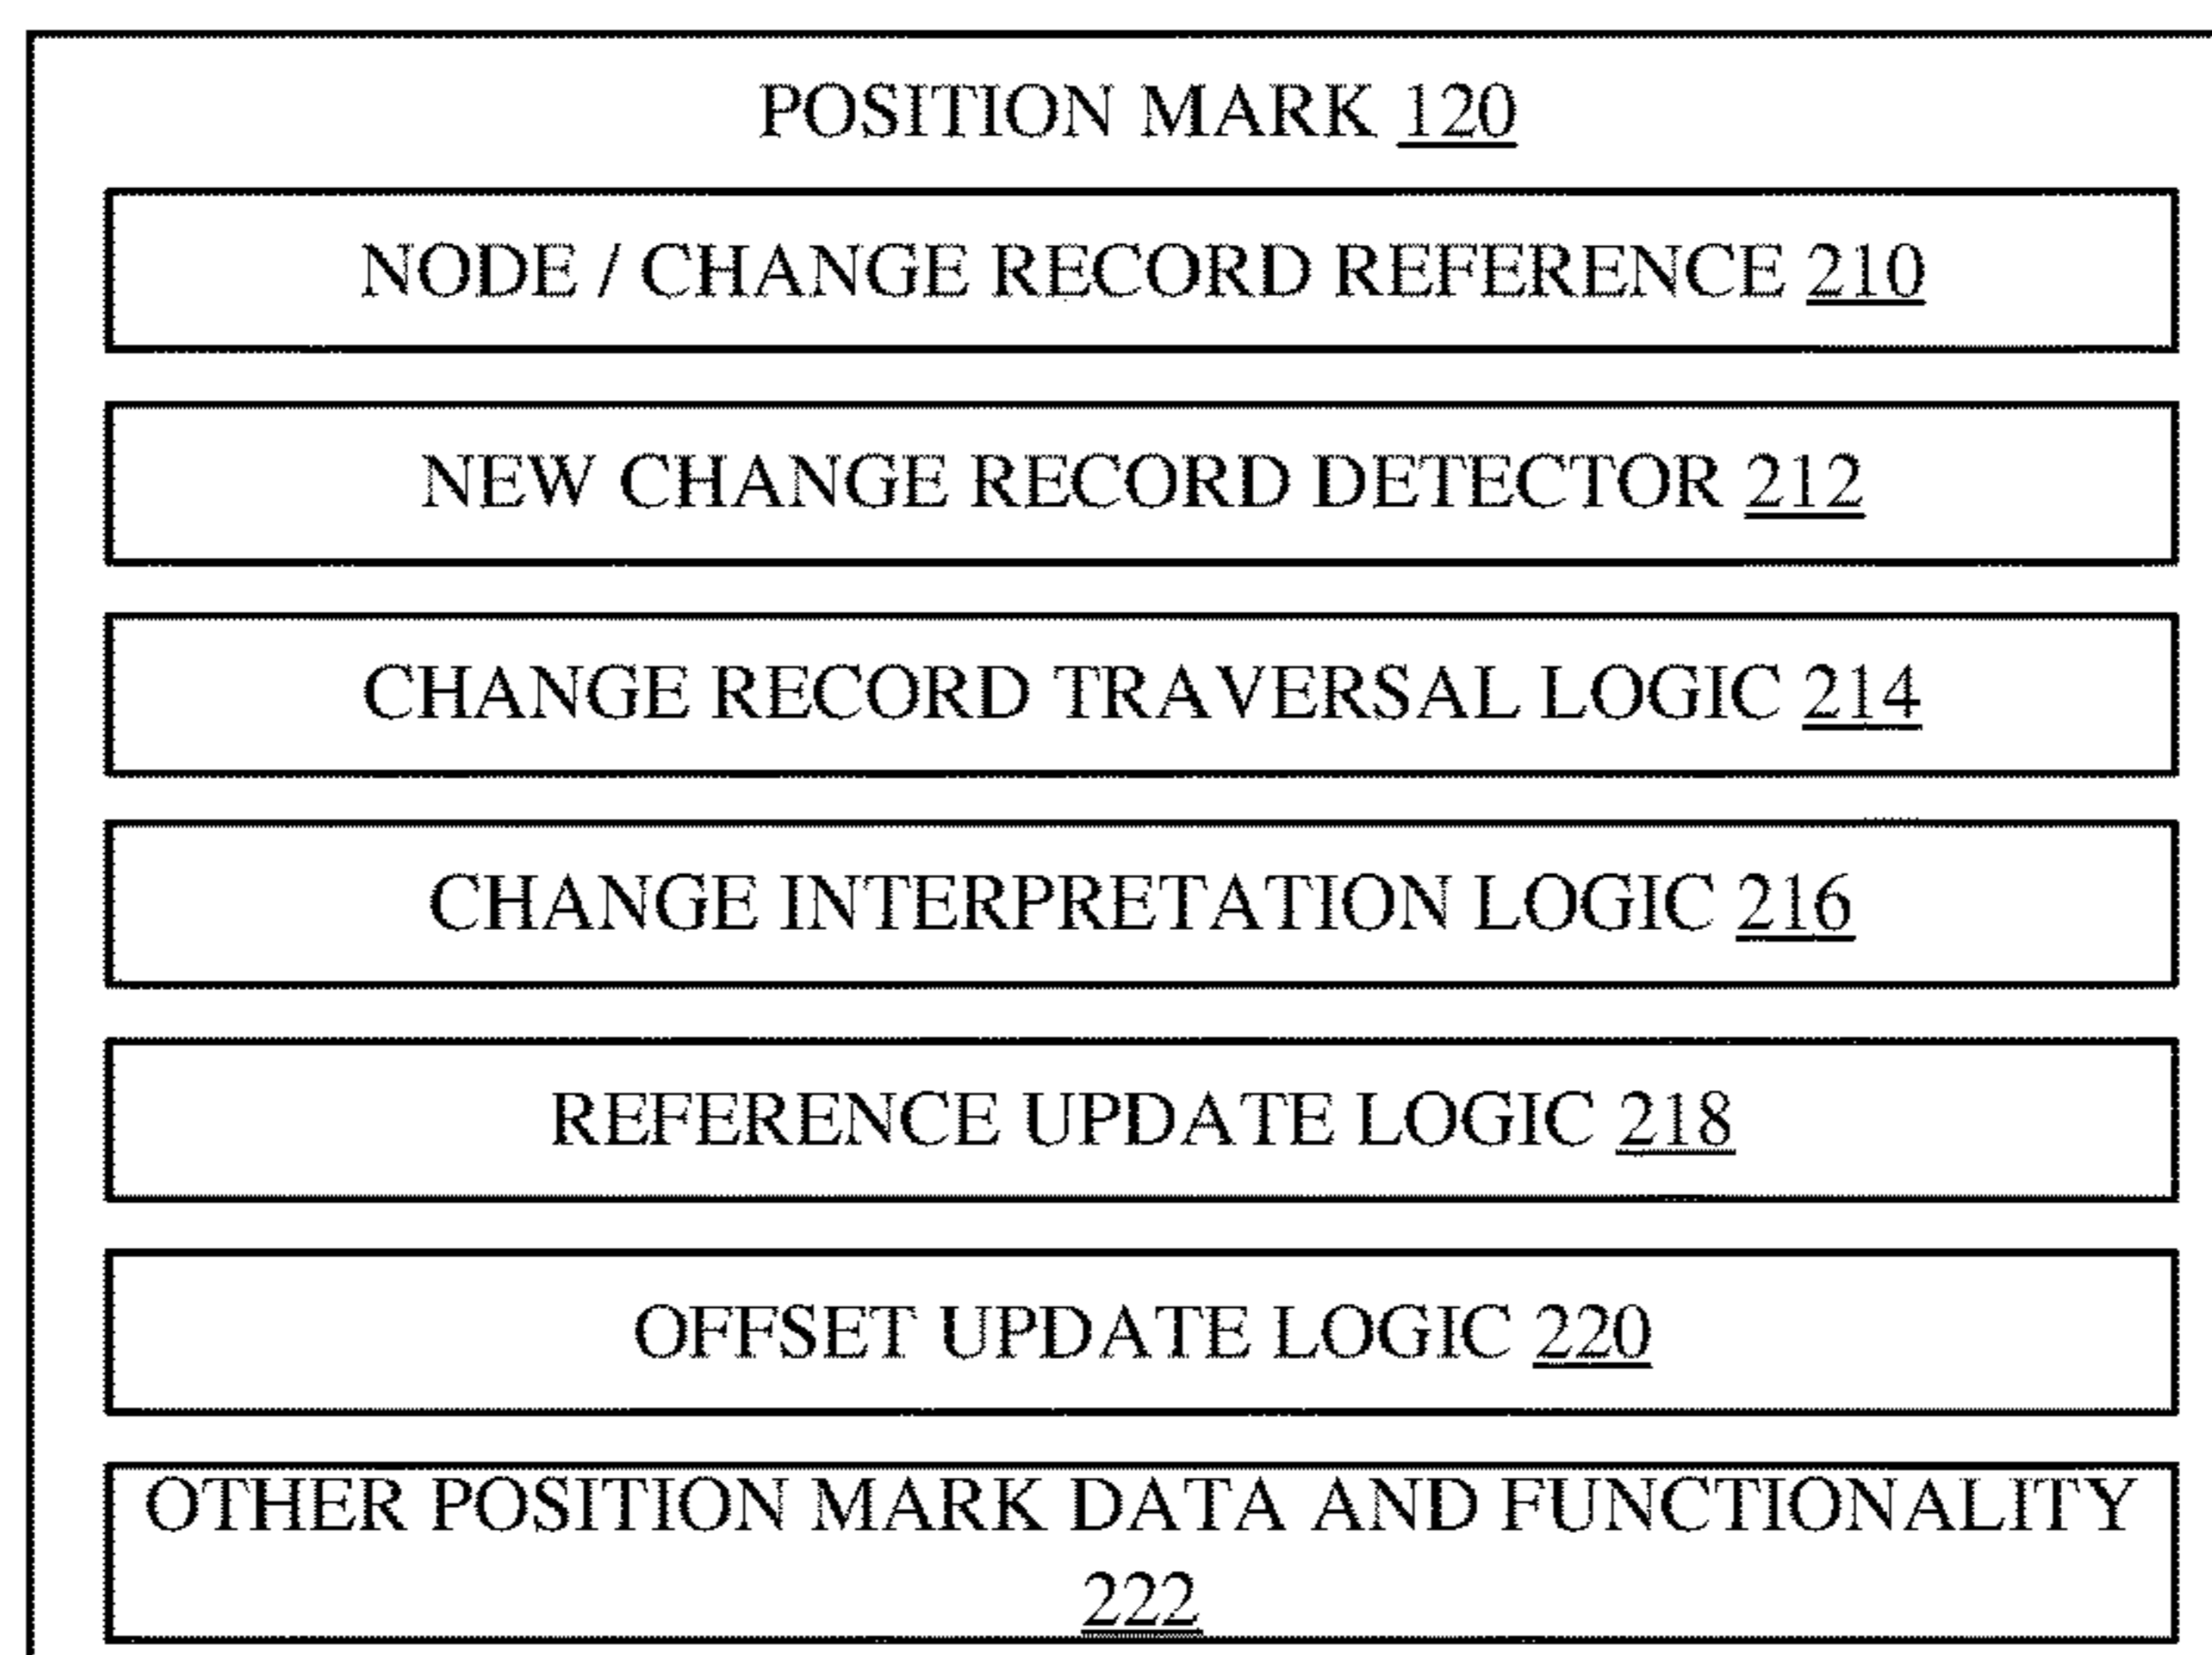 POSITION MARK 120
NODE / CHANGE RECORD REFERENCE 210
NEW CHANGE RECORD DETECTOR 212
CHANGE RECORD TRAVERSAL LOGIC 214
CHANGE INTERPRETATION LOGIC 216
REFERENCE UPDATE LOGIC 218
OFFSET UPDATE LOGIC 220
OTHER POSITION MARK DATA AND FUNCTIONALITY
222